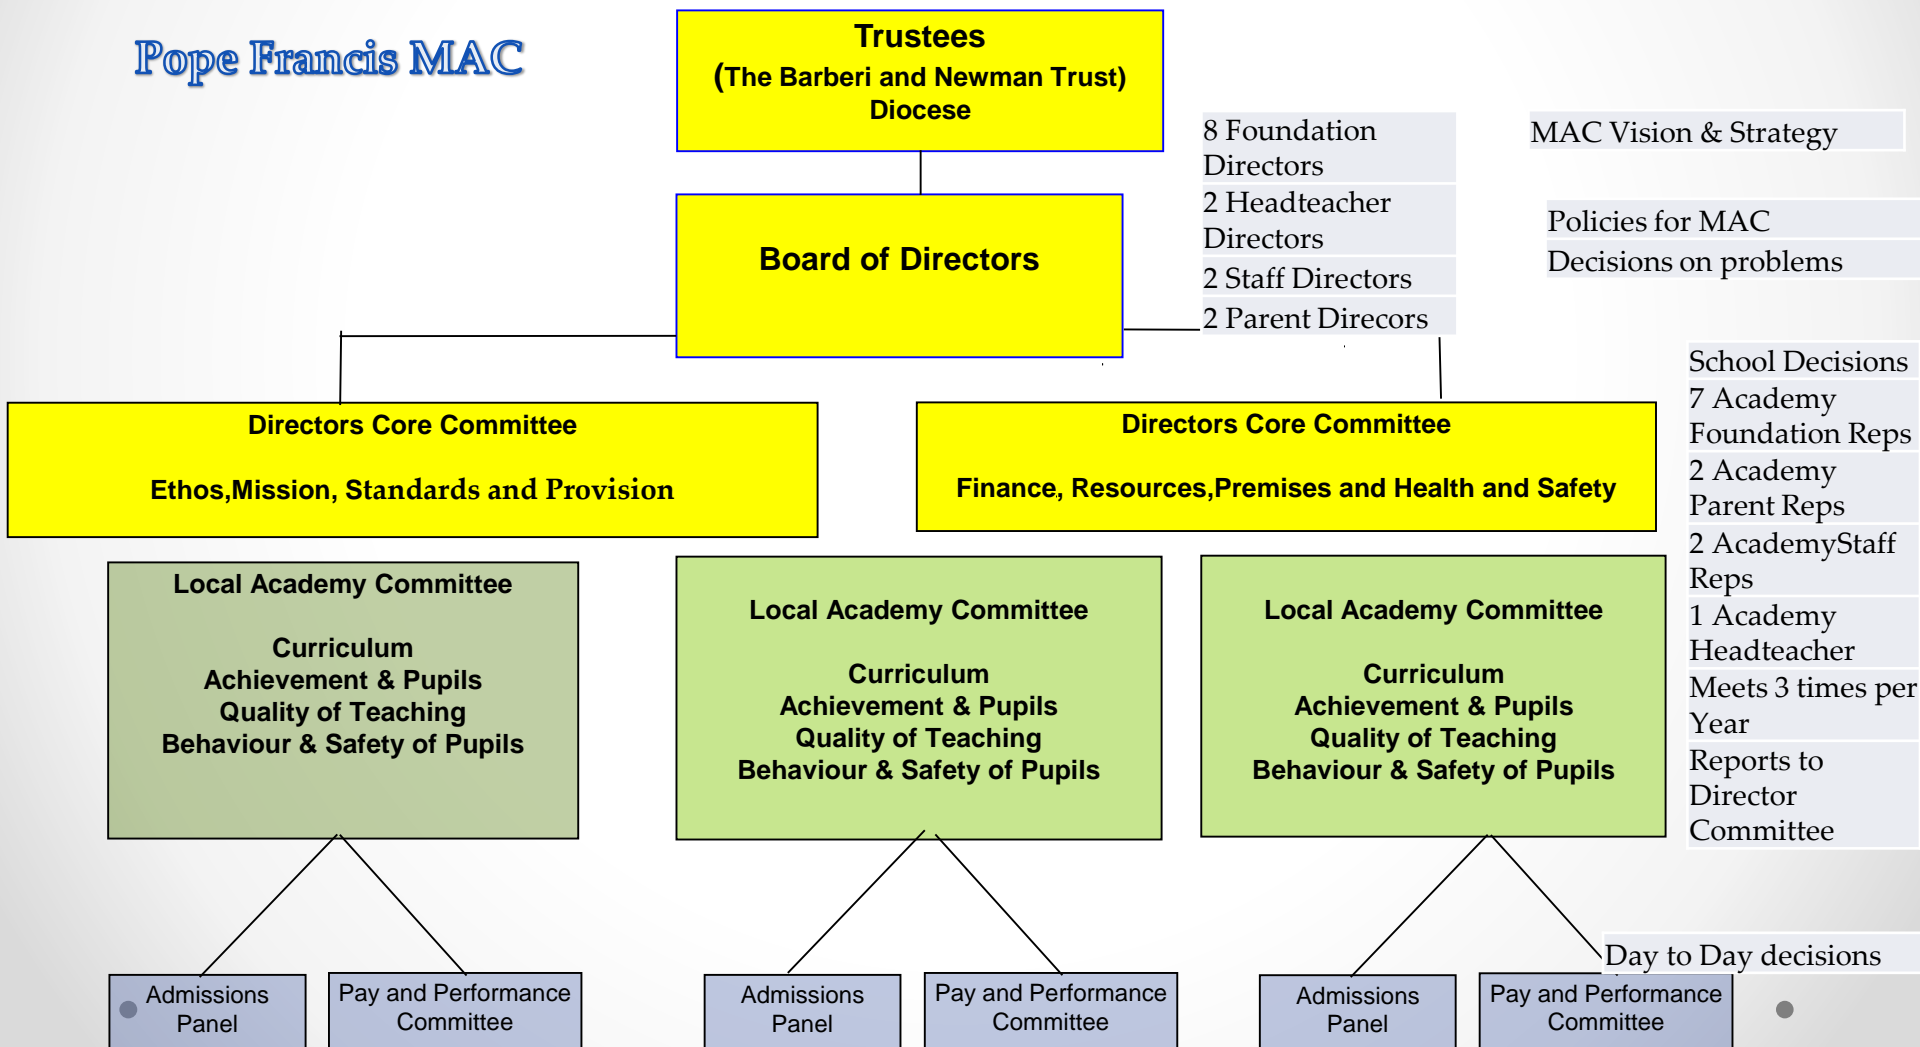 Pope Francis MAC
Trustees
(The Barberi and Newman Trust)
Diocese
8 Foundation
Directors
2 Headteacher
Directors
2 Staff Directors
2 Parent Direcors
MAC Vision & Strategy
Policies for MAC
Decisions on problems
Board of Directors
Directors Core Committee
Ethos,Mission, Standards and Provision
Directors Core Committee
Finance, Resources,Premises and Health and Safety
School Decisions
7 Academy
Foundation Reps
2 Academy
Parent Reps
2 AcademyStaff
Reps
1 Academy
Headteacher
Meets 3 times per
Year
Reports to
Director
Committee
Local Academy Committee
Curriculum
Achievement & Pupils
Quality of Teaching
Behaviour & Safety of Pupils
Local Academy Committee
Curriculum
Achievement & Pupils
Quality of Teaching
Behaviour & Safety of Pupils
Local Academy Committee
Curriculum
Achievement & Pupils
Quality of Teaching
Behaviour & Safety of Pupils
Day to Day decisions
Admissions
Panel
Pay and Performance
Committee
Admissions
Panel
Pay and Performance
Committee
Admissions
Panel
Pay and Performance
Committee